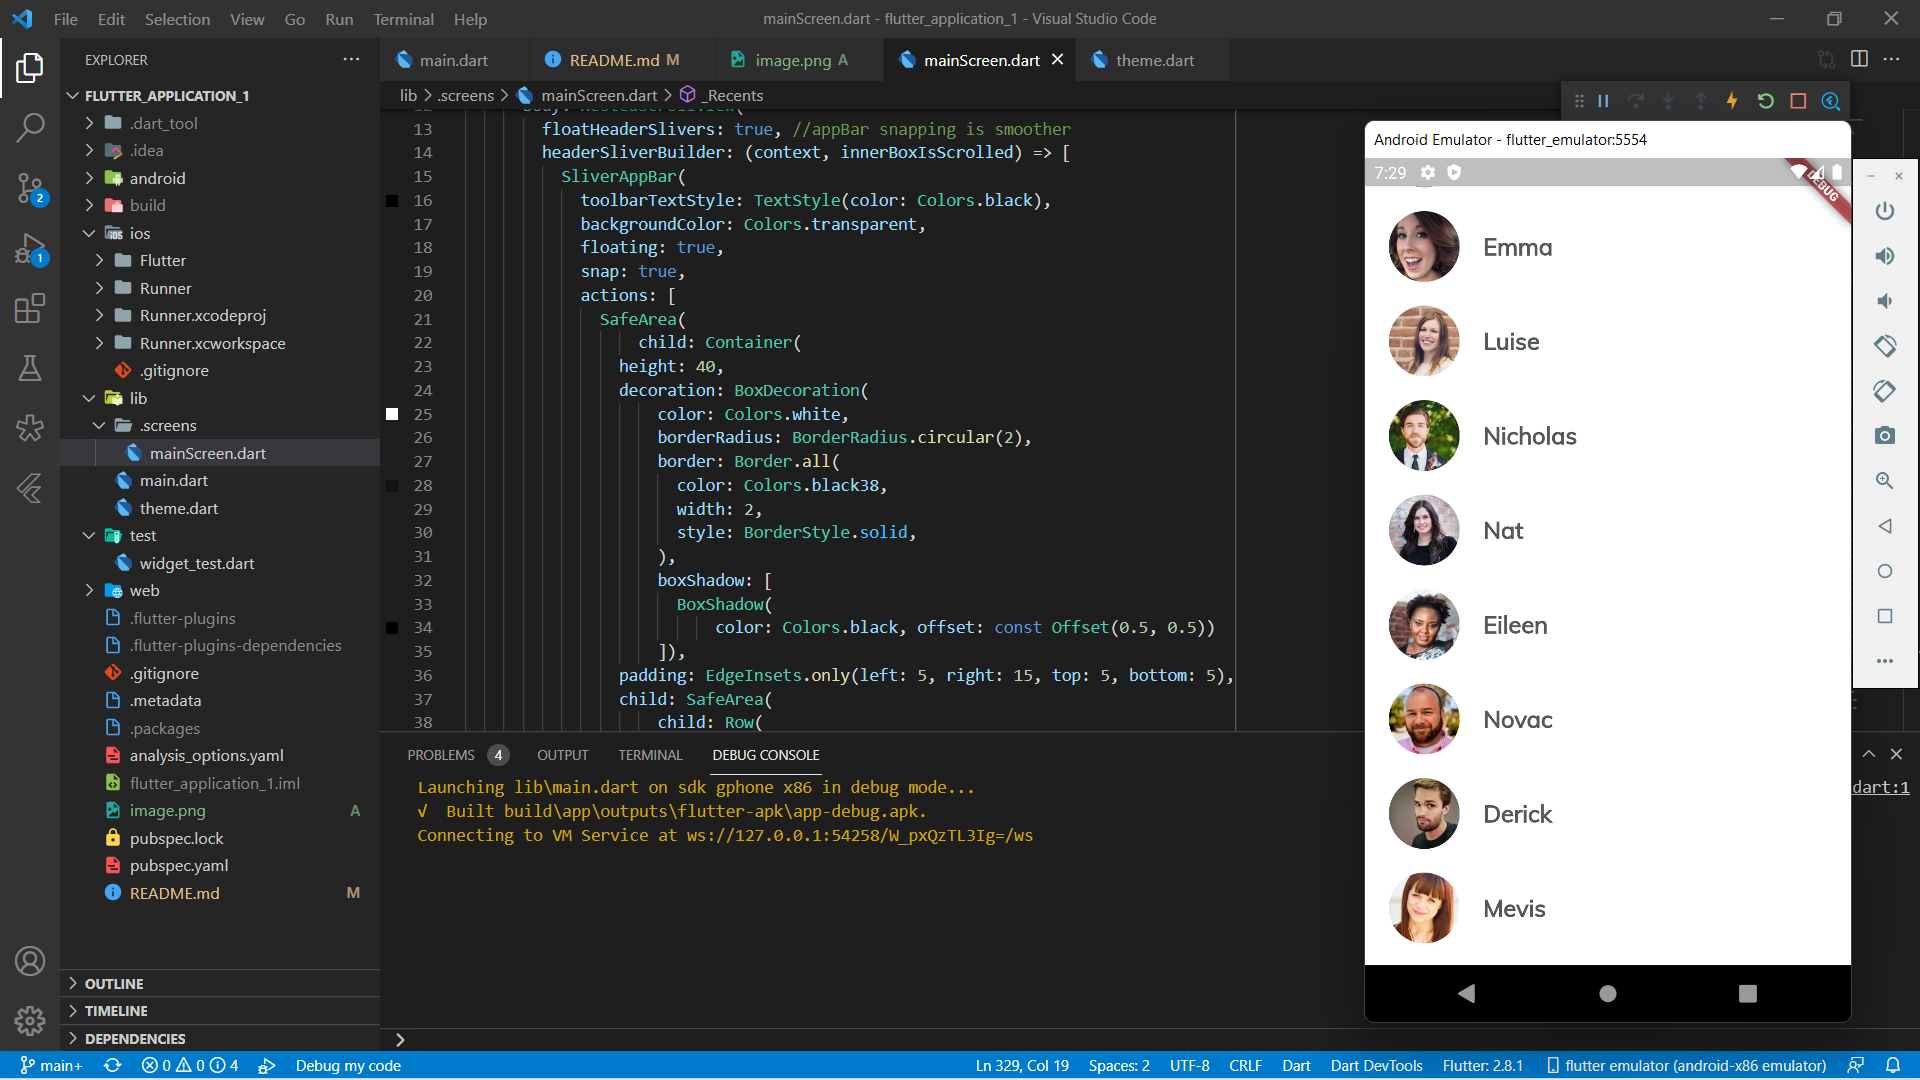 File Edit Selection View Go Run Terminal Help
mainScreen.dart - flutter_application_1 - Visual Studio Code
EXPLORER
FLUTTER_APPLICATION_1
.dart_tool
.idea
android
build
ios
Flutter
Runner
Runner.xcodeproj
Runner.xcworkspace
.gitignore
lib
.screens
mainScreen.dart
main.dart
theme.dart
test
widget_test.dart
web
.flutter-plugins
.flutter-plugins-dependencies
.gitignore
.metadata
.packages
analysis_options.yaml
flutter_application_1.iml
image.png A
pubspec.lock
pubspec.yaml
README.md M
OUTLINE
TIMELINE
DEPENDENCIES
2
1
main.dart README.md M image.png A mainScreen.dart theme.dart
lib > .screens > mainScreen.dart > _Recents
13 floatHeaderSlivers: true, //appBar snapping is smoother
14 headerSliverBuilder: (context, innerBoxIsScrolled) => [
15 SliverAppBar(
16 toolbarTextStyle: TextStyle(color: Colors.black),
17 backgroundColor: Colors.transparent,
18 floating: true,
19 snap: true,
20 actions: [
21 SafeArea(
22 child: Container(
23 height: 40,
24 decoration: BoxDecoration(
25 color: Colors.white,
26 borderRadius: BorderRadius.circular(2),
27 border: Border.all(
28 color: Colors.black38,
29 width: 2,
30 style: BorderStyle.solid,
31 ),
32 boxShadow: [
33 BoxShadow(
34 color: Colors.black, offset: const Offset(0.5, 0.5))
35 ]),
36 padding: EdgeInsets.only(left: 5, right: 15, top: 5, bottom: 5),
37 child: SafeArea(
38 child: Row(
PROBLEMS 4 OUTPUT TERMINAL DEBUG CONSOLE
Launching lib\main.dart on sdk gphone x86 in debug mode...
√ Built build\app\outputs\flutter-apk\app-debug.apk.
Connecting to VM Service at ws://127.0.0.1:54258/W_pxQzTL3Ig=/ws
dart:1
Android Emulator - flutter_emulator:5554
7:29
DEBUG
Emma
Luise
Nicholas
Nat
Eileen
Novac
Derick
Mevis
main+ 0 0 4 Debug my code
Ln 329, Col 19 Spaces: 2 UTF-8 CRLF Dart Dart DevTools Flutter: 2.8.1 flutter emulator (android-x86 emulator)